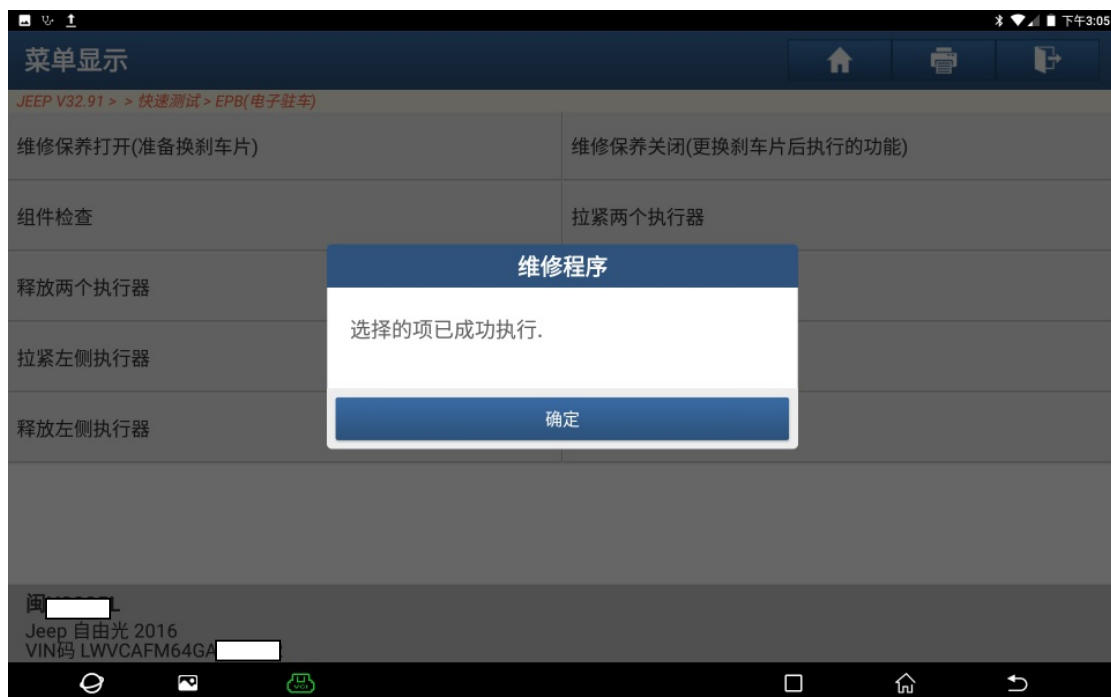 下午3:05
菜单显示
JEEP V32.91 > > 快速测试 > EPB(电子驻车)
维修保养打开(准备换刹车片)
维修保养关闭(更换刹车片后执行的功能)
组件检查
拉紧两个执行器
释放两个执行器
维修程序
选择的项已成功执行.
拉紧左侧执行器
确定
释放左侧执行器
闽
L
Jeep 自由光 2016
VIN码 LWVCAFM64GA
VCI